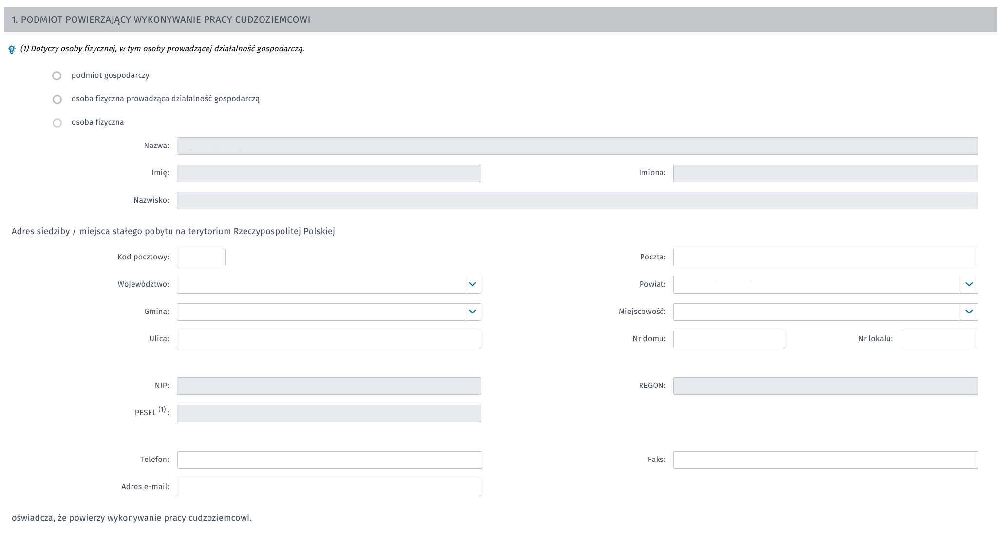 1. PODMIOT POWIERZAJĄCY WYKONYWANIE PRACY CUDZOZIEMCOWI
(1) Dotyczy osoby fizycznej, w tym osoby prowadzącej działalność gospodarczą.
podmiot gospodarczy
osoba fizyczna prowadząca działalność gospodarczą
osoba fizyczna
Nazwa:
Imię: Imiona:
Nazwisko:
Adres siedziby / miejsca stałego pobytu na terytorium Rzeczypospolitej Polskiej
Kod pocztowy: Poczta:
Województwo: Powiat:
Gmina: Miejscowość:
Ulica: Nr domu: Nr lokalu:
NIP: REGON:
PESEL (1) :
Telefon: Faks:
Adres e-mail:
oświadcza, że powierzy wykonywanie pracy cudzoziemcowi.